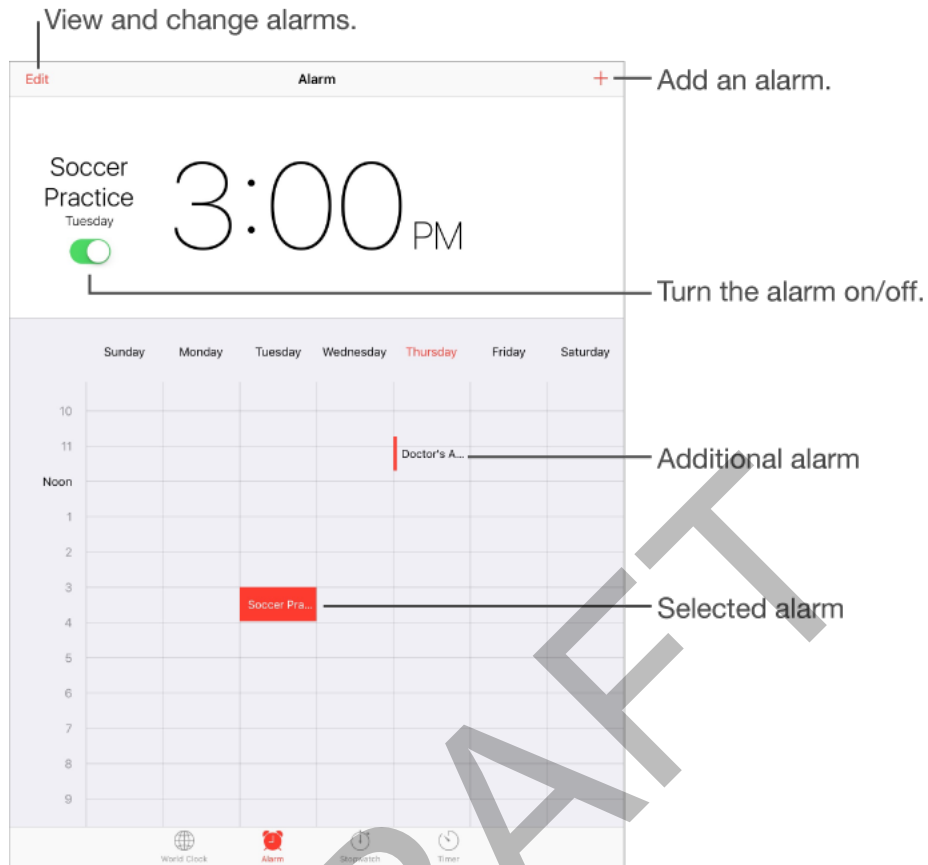 View and change alarms.
Edit
Alarm
+
Add an alarm.
Soccer
Practice
Tuesday
3:00 PM
Turn the alarm on/off.
Sunday Monday Tuesday Wednesday Thursday Friday Saturday
10
11
Doctor's A...
Additional alarm
Noon
1
2
3
Soccer Pra...
Selected alarm
4
5
6
7
8
9
World Clock Alarm Stopwatch Timer
RAFT